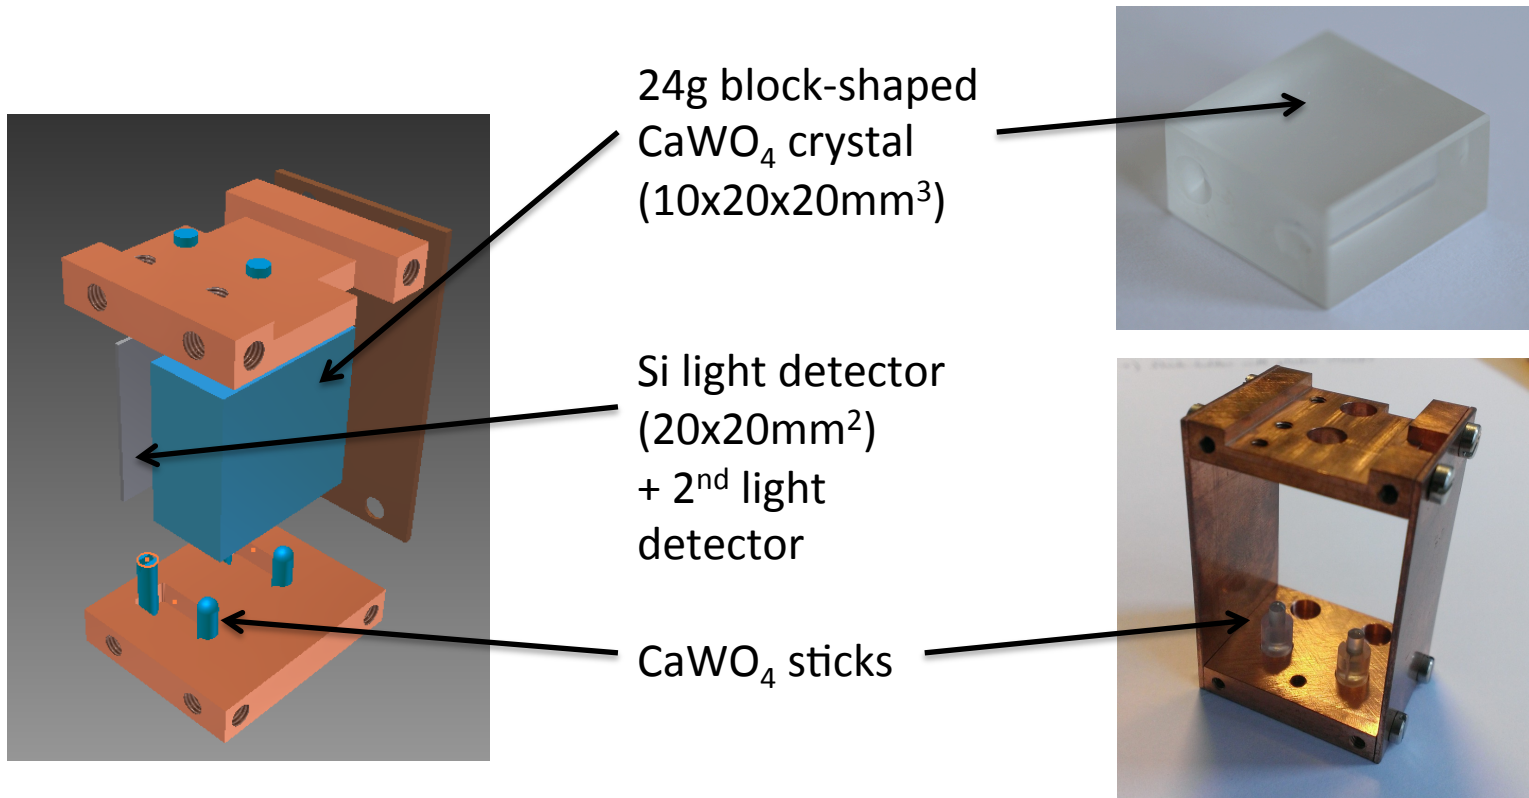 24g block-shaped
CaWO₄ crystal
(10x20x20mm³)
Si light detector
(20x20mm²)
+ 2ⁿᵈ light
detector
CaWO₄ sticks